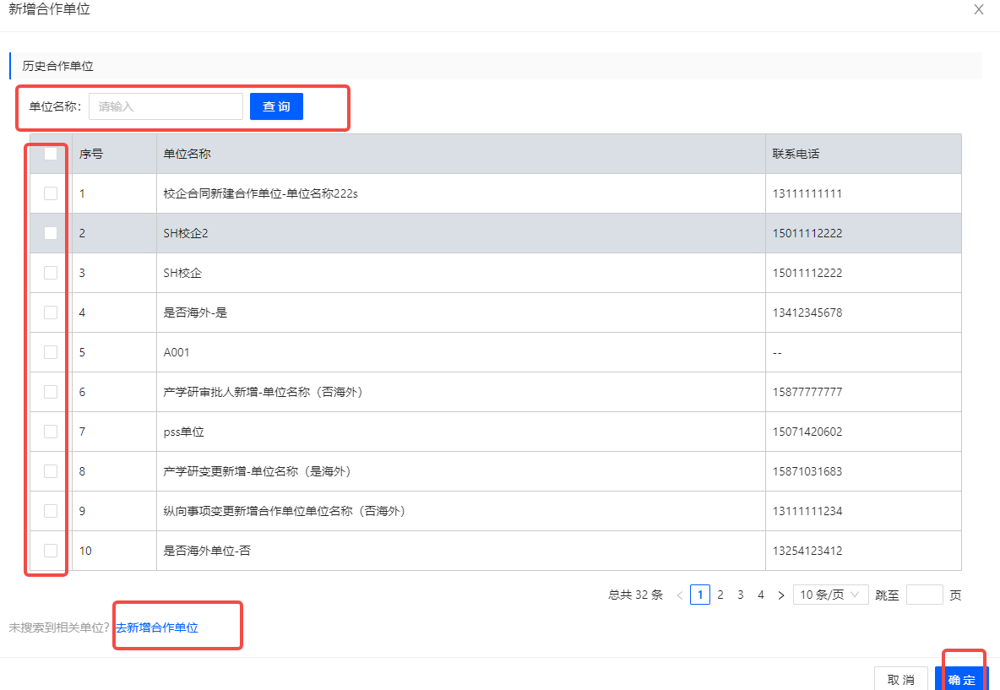 新增合作单位
历史合作单位
单位名称: 请输入 查询
序号 单位名称 联系电话
1 校企合同新建合作单位-单位名称222s 13111111111
2 SH校企2 15011112222
3 SH校企 15011112222
4 是否海外-是 13412345678
5 A001 --
6 产学研审批人新增-单位名称（否海外） 15877777777
7 pss单位 15071420602
8 产学研变更新增-单位名称（是海外） 15871031683
9 纵向事项变更新增合作单位单位名称（否海外） 13111111234
10 是否海外单位-否 13254123412
总共 32 条 < 1 2 3 4 > 10 条/页 跳至 页
未搜索到相关单位? 去新增合作单位
取消 确定